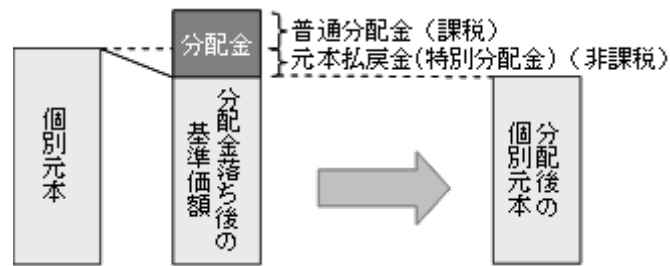 分配金
普通分配金（課税）
元本払戻金(特別分配金)（非課税）
個別元本
分配金落ち後の
基準価額
分配後の
個別元本